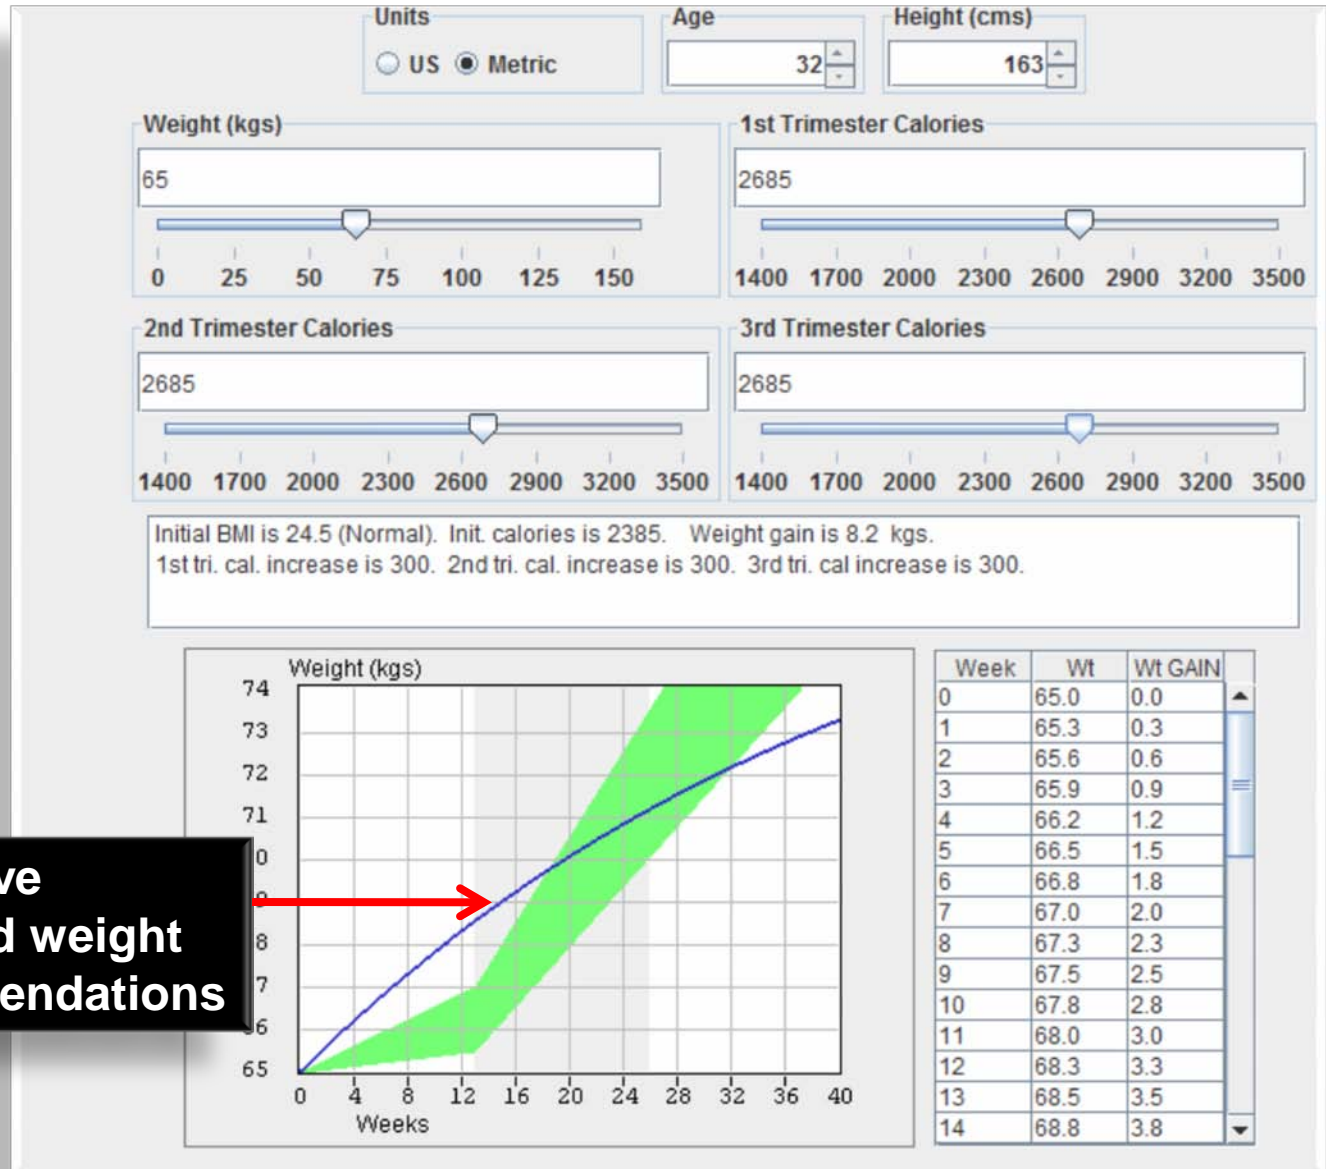 Units Age Height (cms)
US Metric 32 163
Weight (kgs) 1st Trimester Calories
65 2685
0 25 50 75 100 125 150 1400 1700 2000 2300 2600 2900 3200 3500
2nd Trimester Calories 3rd Trimester Calories
2685 2685
1400 1700 2000 2300 2600 2900 3200 3500 1400 1700 2000 2300 2600 2900 3200 3500
Initial BMI is 24.5 (Normal). Init. calories is 2385. Weight gain is 8.2 kgs.
1st tri. cal. increase is 300. 2nd tri. cal. increase is 300. 3rd tri. cal increase is 300.
Weight (kgs)
74
73
72
71
0
8
7
65
0 4 8 12 16 20 24 28 32 36 40
Weeks
weight
Week Wt Wt GAIN
0 65.0 0.0
1 65.3 0.3
2 65.6 0.6
3 65.9 0.9
4 66.2 1.2
5 66.5 1.5
6 66.8 1.8
7 67.0 2.0
8 67.3 2.3
9 67.5 2.5
10 67.8 2.8
11 68.0 3.0
12 68.3 3.3
13 68.5 3.5
14 68.8 3.8